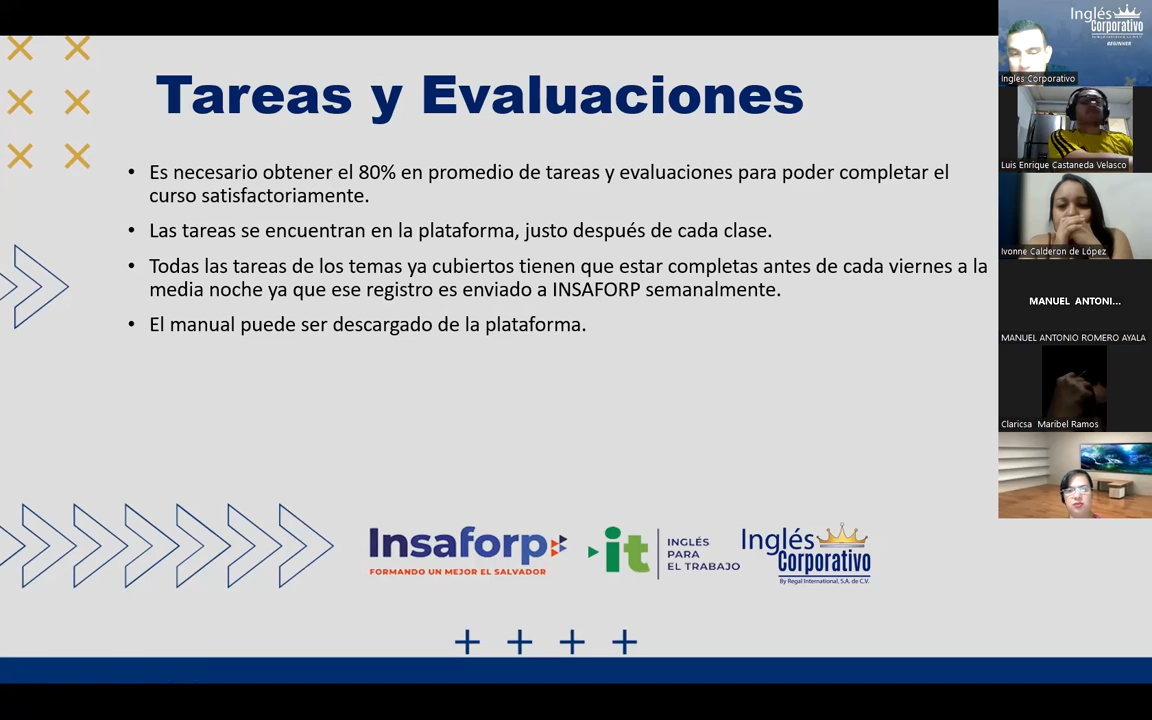 Tareas y Evaluaciones
• Es necesario obtener el 80% en promedio de tareas y evaluaciones para poder completar el
curso satisfactoriamente.
• Las tareas se encuentran en la plataforma, justo después de cada clase.
• Todas las tareas de los temas ya cubiertos tienen que estar completas antes de cada viernes a la
media noche ya que ese registro es enviado a INSAFORP semanalmente.
• El manual puede ser descargado de la plataforma.
Insaforp
FORMANDO UN MEJOR EL SALVADOR
it
INGLÉS
PARA
EL TRABAJO
Inglés
Corporativo
By Regal International, S.A. de C.V.
Inglés
Corporativo
BEGINNER
Ingles Corporativo
Luis Enrique Castaneda Velasco
Ivonne Calderon de López
MANUEL ANTONI...
MANUEL ANTONIO ROMERO AYALA
Claricsa Maribel Ramos